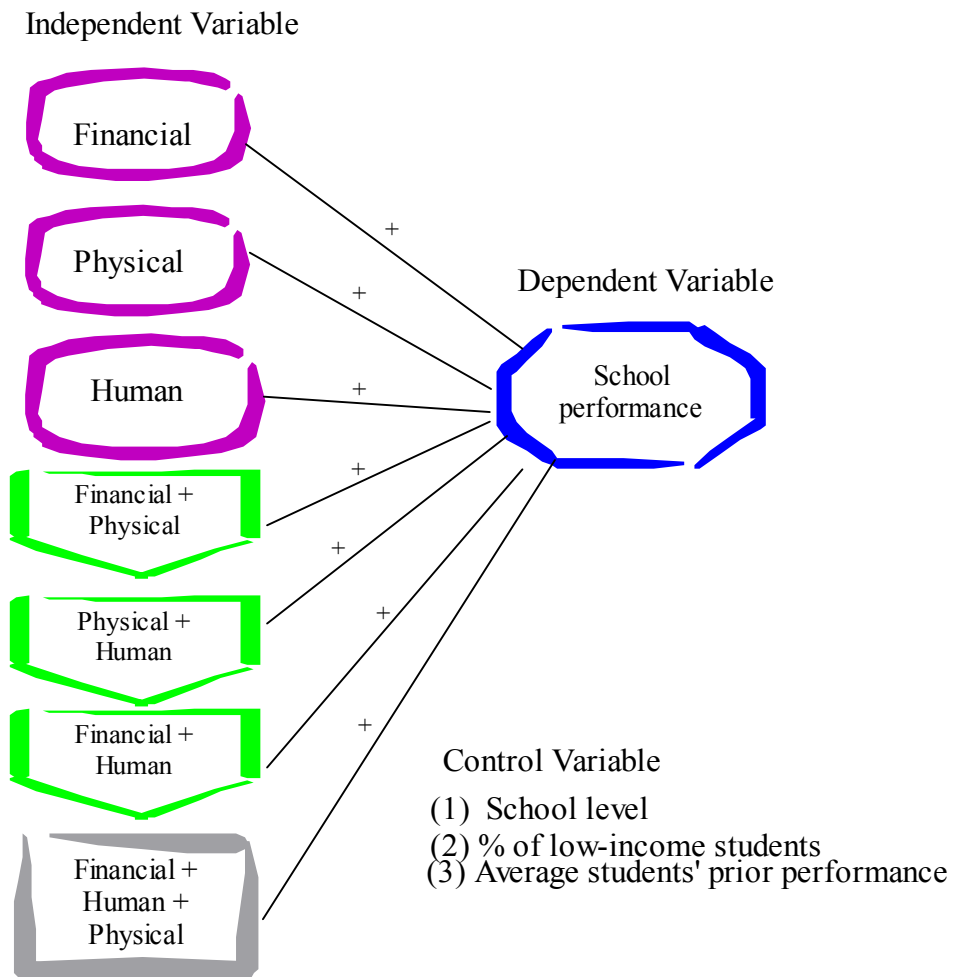 Independent Variable
Financial
+
Physical
+
Dependent Variable
Human
+
School
performance
Financial +
Physical
+
Physical +
Human
+
Financial +
Human
+
Financial +
Human +
Physical
+
Control Variable
(1) School level
(2) % of low-income students
(3) Average students' prior performance